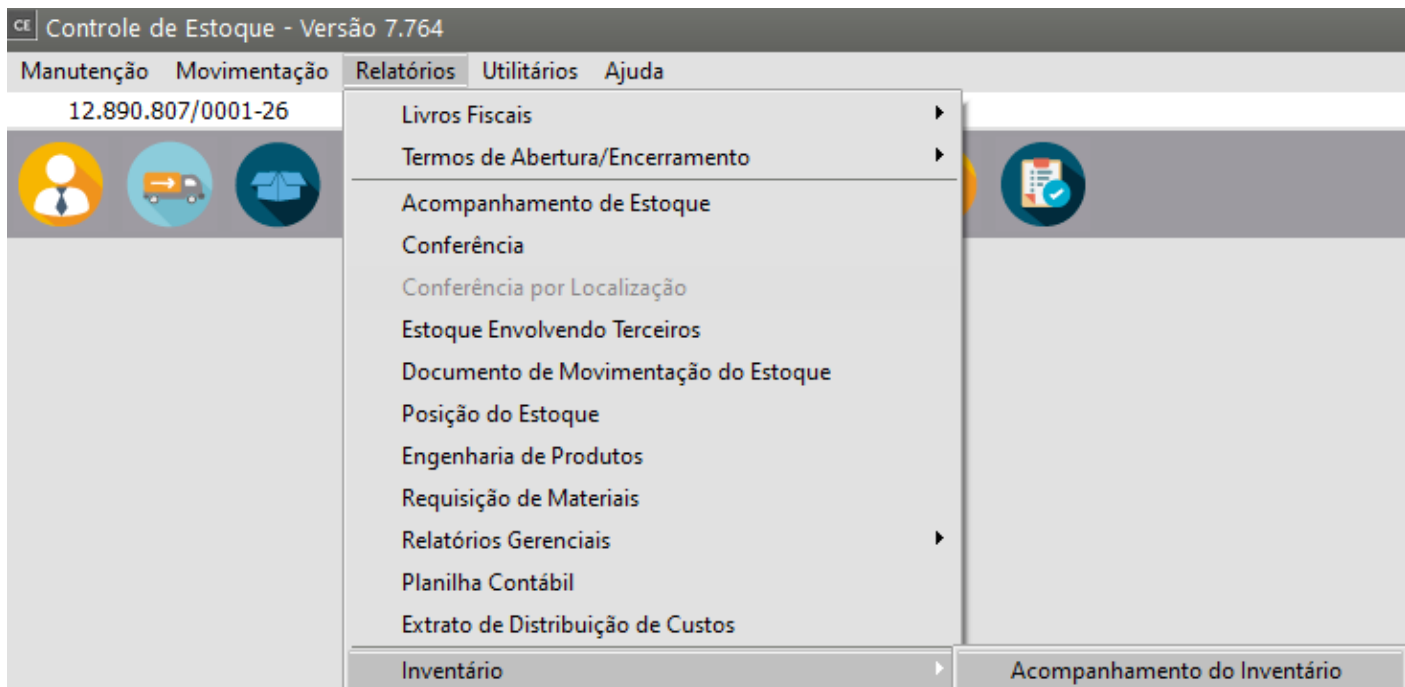 CE Controle de Estoque - Versão 7.764
Manutenção Movimentação Relatórios Utilitários Ajuda
12.890.807/0001-26
Livros Fiscais
Termos de Abertura/Encerramento
Acompanhamento de Estoque
Conferência
Conferência por Localização
Estoque Envolvendo Terceiros
Documento de Movimentação do Estoque
Posição do Estoque
Engenharia de Produtos
Requisição de Materiais
Relatórios Gerenciais
Planilha Contábil
Extrato de Distribuição de Custos
Inventário Acompanhamento do Inventário